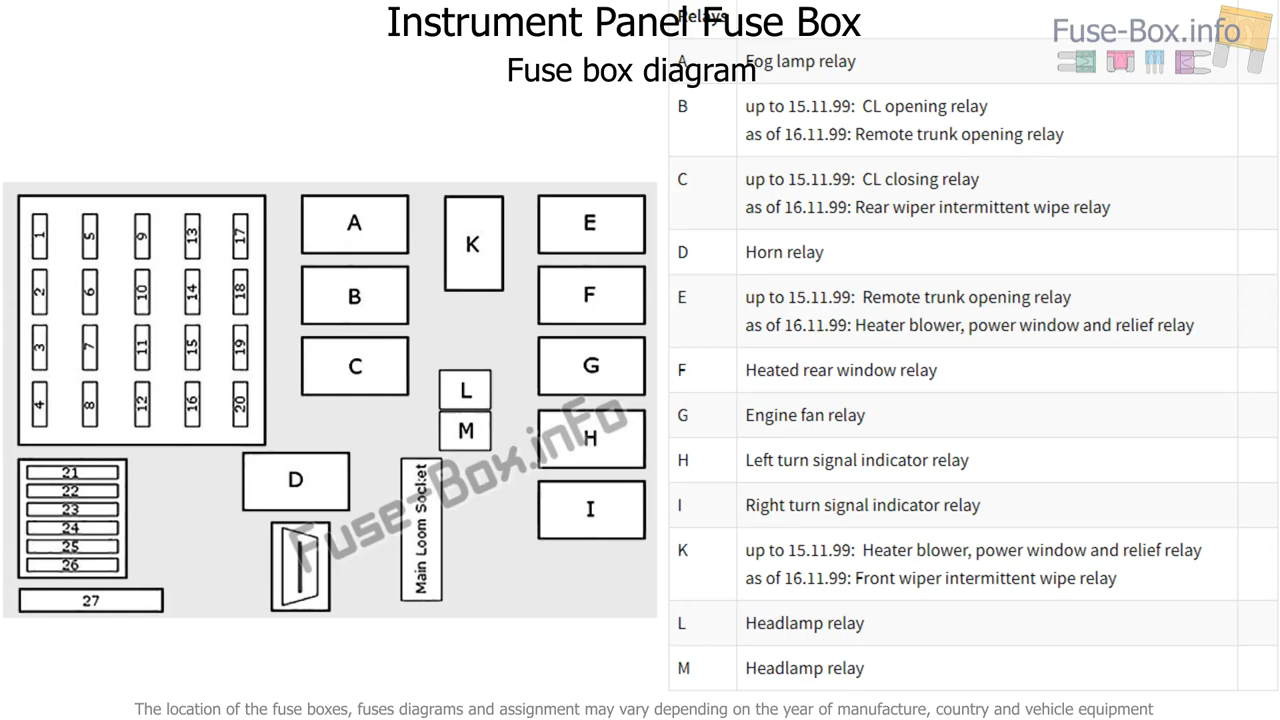 Instrument Panel Fuse Box
Fuse box diagram
Fuse-Box.info
Relays
A Fog lamp relay
B up to 15.11.99: CL opening relay
as of 16.11.99: Remote trunk opening relay
C up to 15.11.99: CL closing relay
as of 16.11.99: Rear wiper intermittent wipe relay
D Horn relay
E up to 15.11.99: Remote trunk opening relay
as of 16.11.99: Heater blower, power window and relief relay
F Heated rear window relay
G Engine fan relay
H Left turn signal indicator relay
I Right turn signal indicator relay
K up to 15.11.99: Heater blower, power window and relief relay
as of 16.11.99: Front wiper intermittent wipe relay
L Headlamp relay
M Headlamp relay
1 5 9 13 17
2 6 10 14 18
3 7 11 15 19
4 8 12 16 20
21
22
23
24
25
26
27
A
B
C
D
K
L
M
Main Loom Socket
E
F
G
H
I
Fuse-Box.inFo
The location of the fuse boxes, fuses diagrams and assignment may vary depending on the year of manufacture, country and vehicle equipment